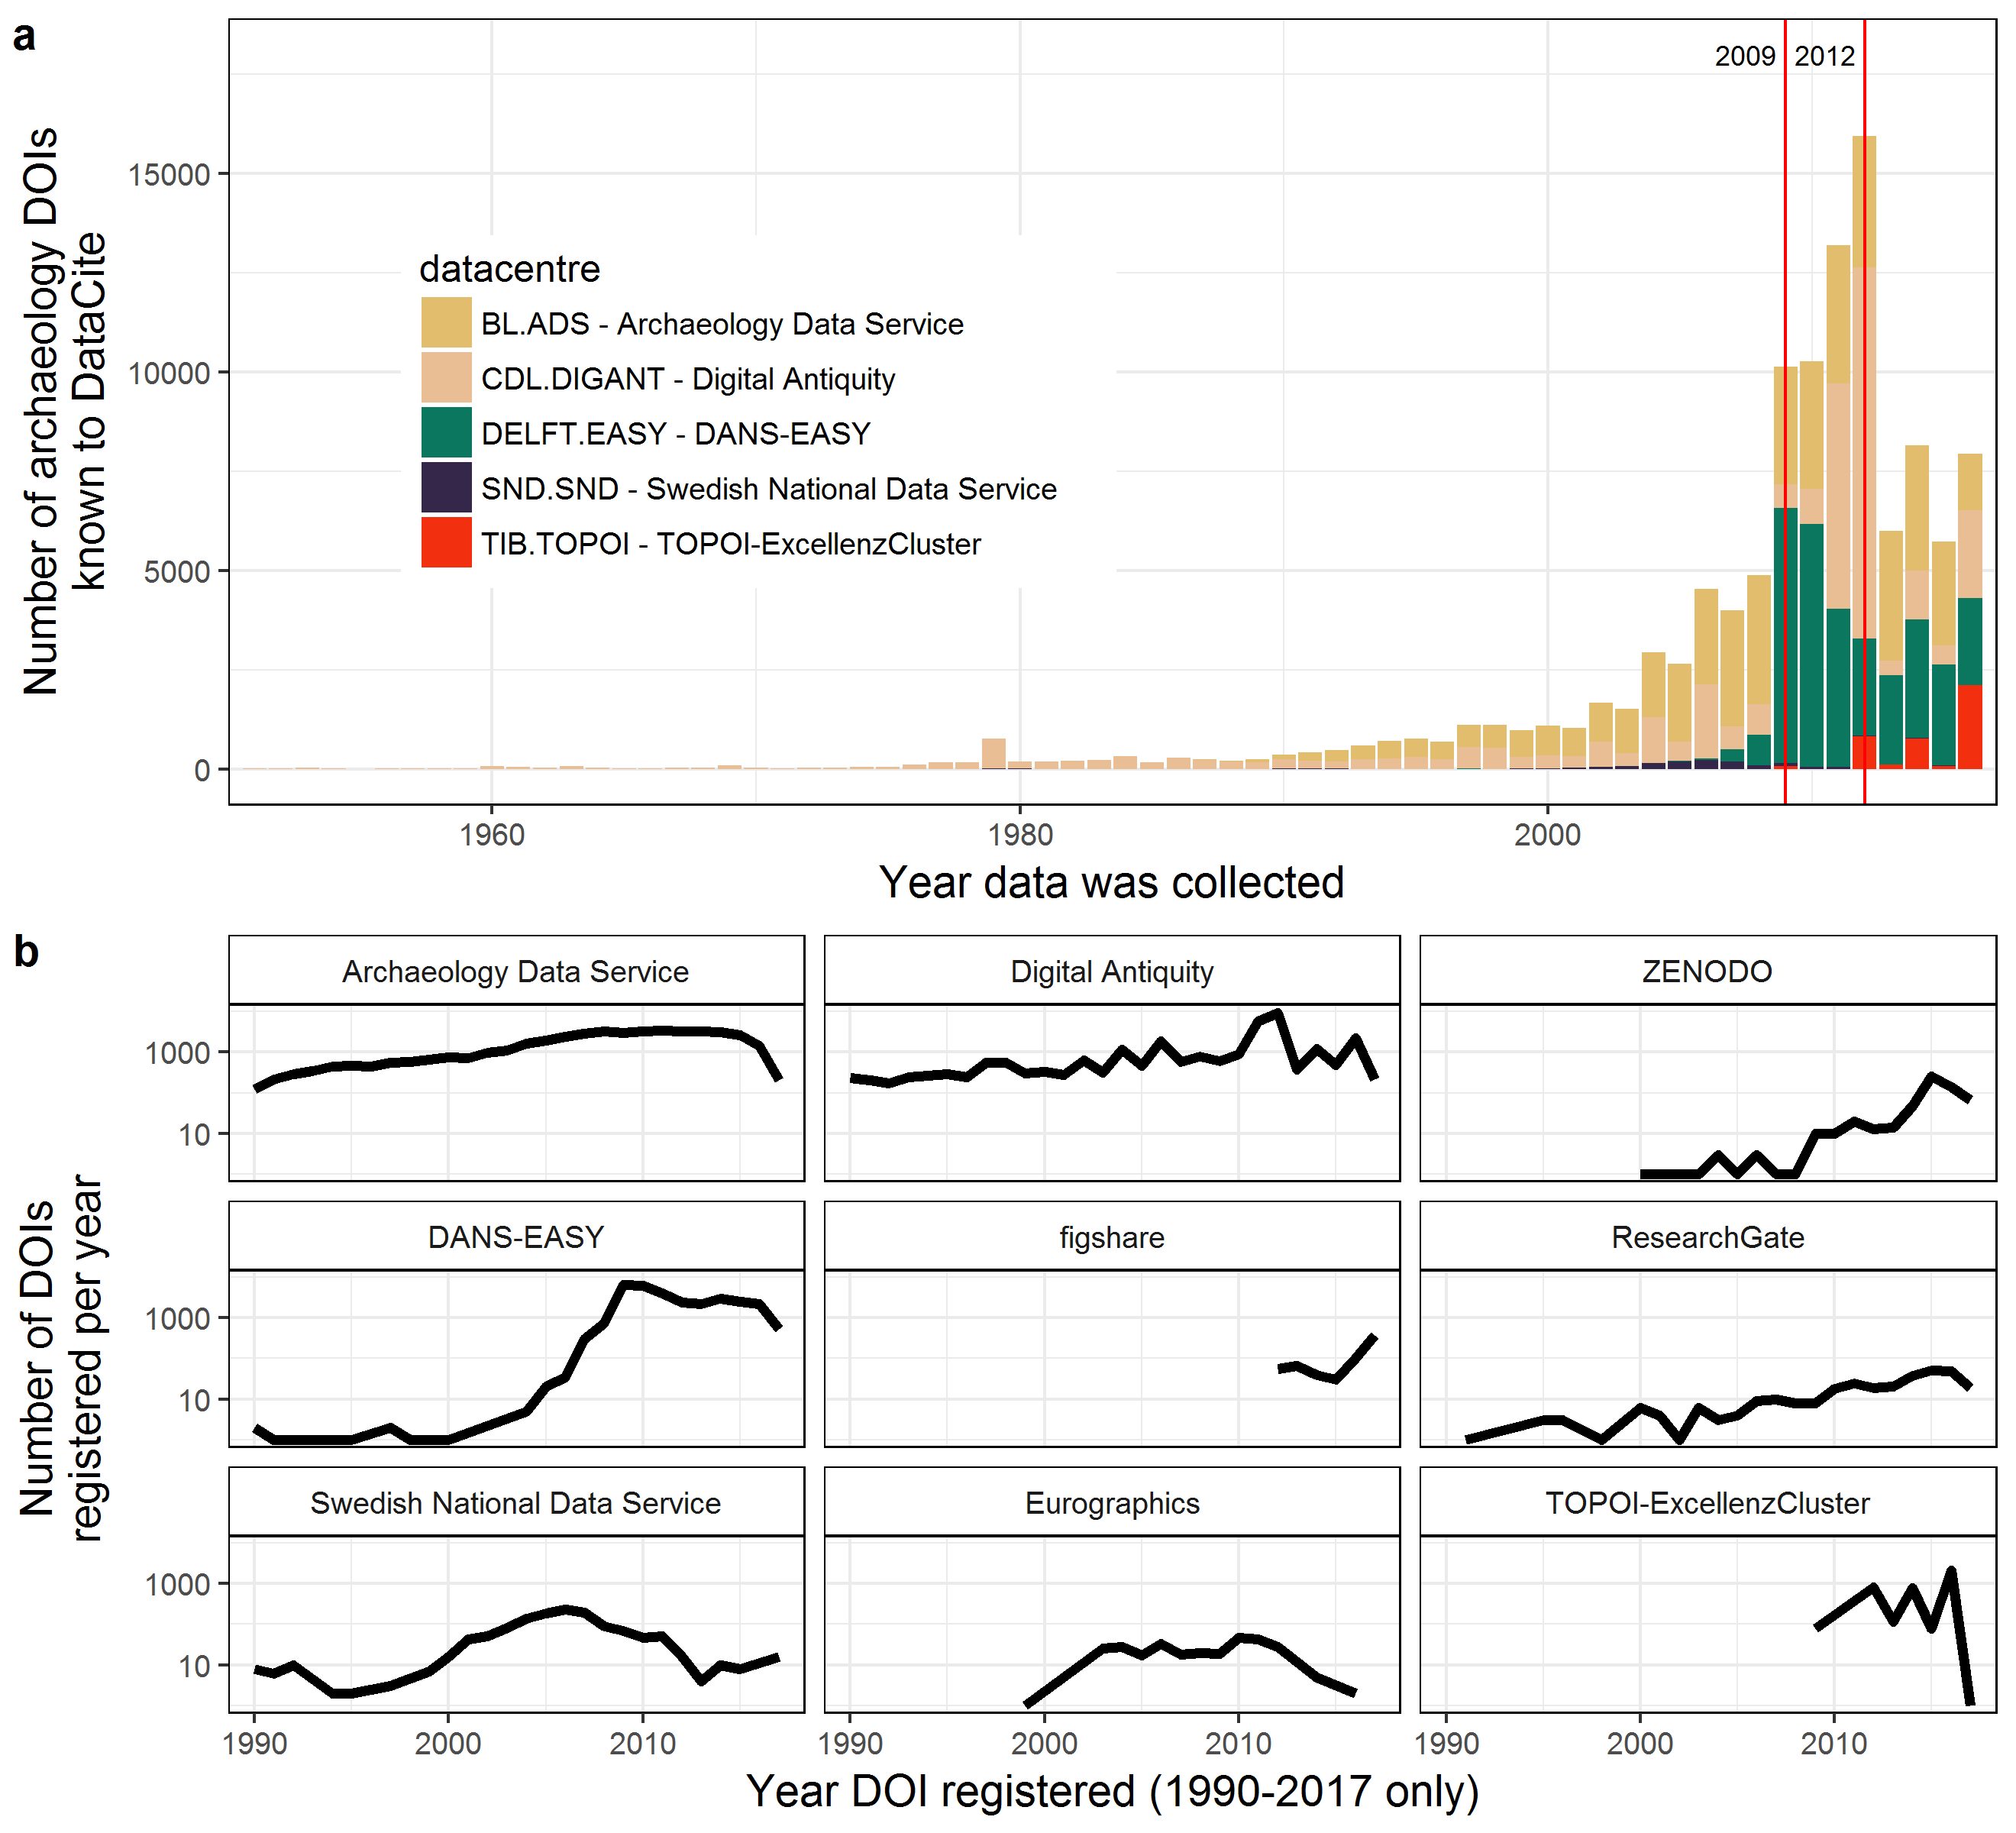 a
2009 2012
Number of archaeology DOIs
known to DataCite
15000
10000
5000
0
datacentre
BL.ADS - Archaeology Data Service
CDL.DIGANT - Digital Antiquity
DELFT.EASY - DANS-EASY
SND.SND - Swedish National Data Service
TIB.TOPOI - TOPOI-ExcellenzCluster
1960 1980 2000
Year data was collected
b
Number of DOIs
registered per year
Archaeology Data Service Digital Antiquity ZENODO
1000
10
DANS-EASY figshare ResearchGate
1000
10
Swedish National Data Service Eurographics TOPOI-ExcellenzCluster
1000
10
1990 2000 2010 1990 2000 2010 1990 2000 2010
Year DOI registered (1990-2017 only)